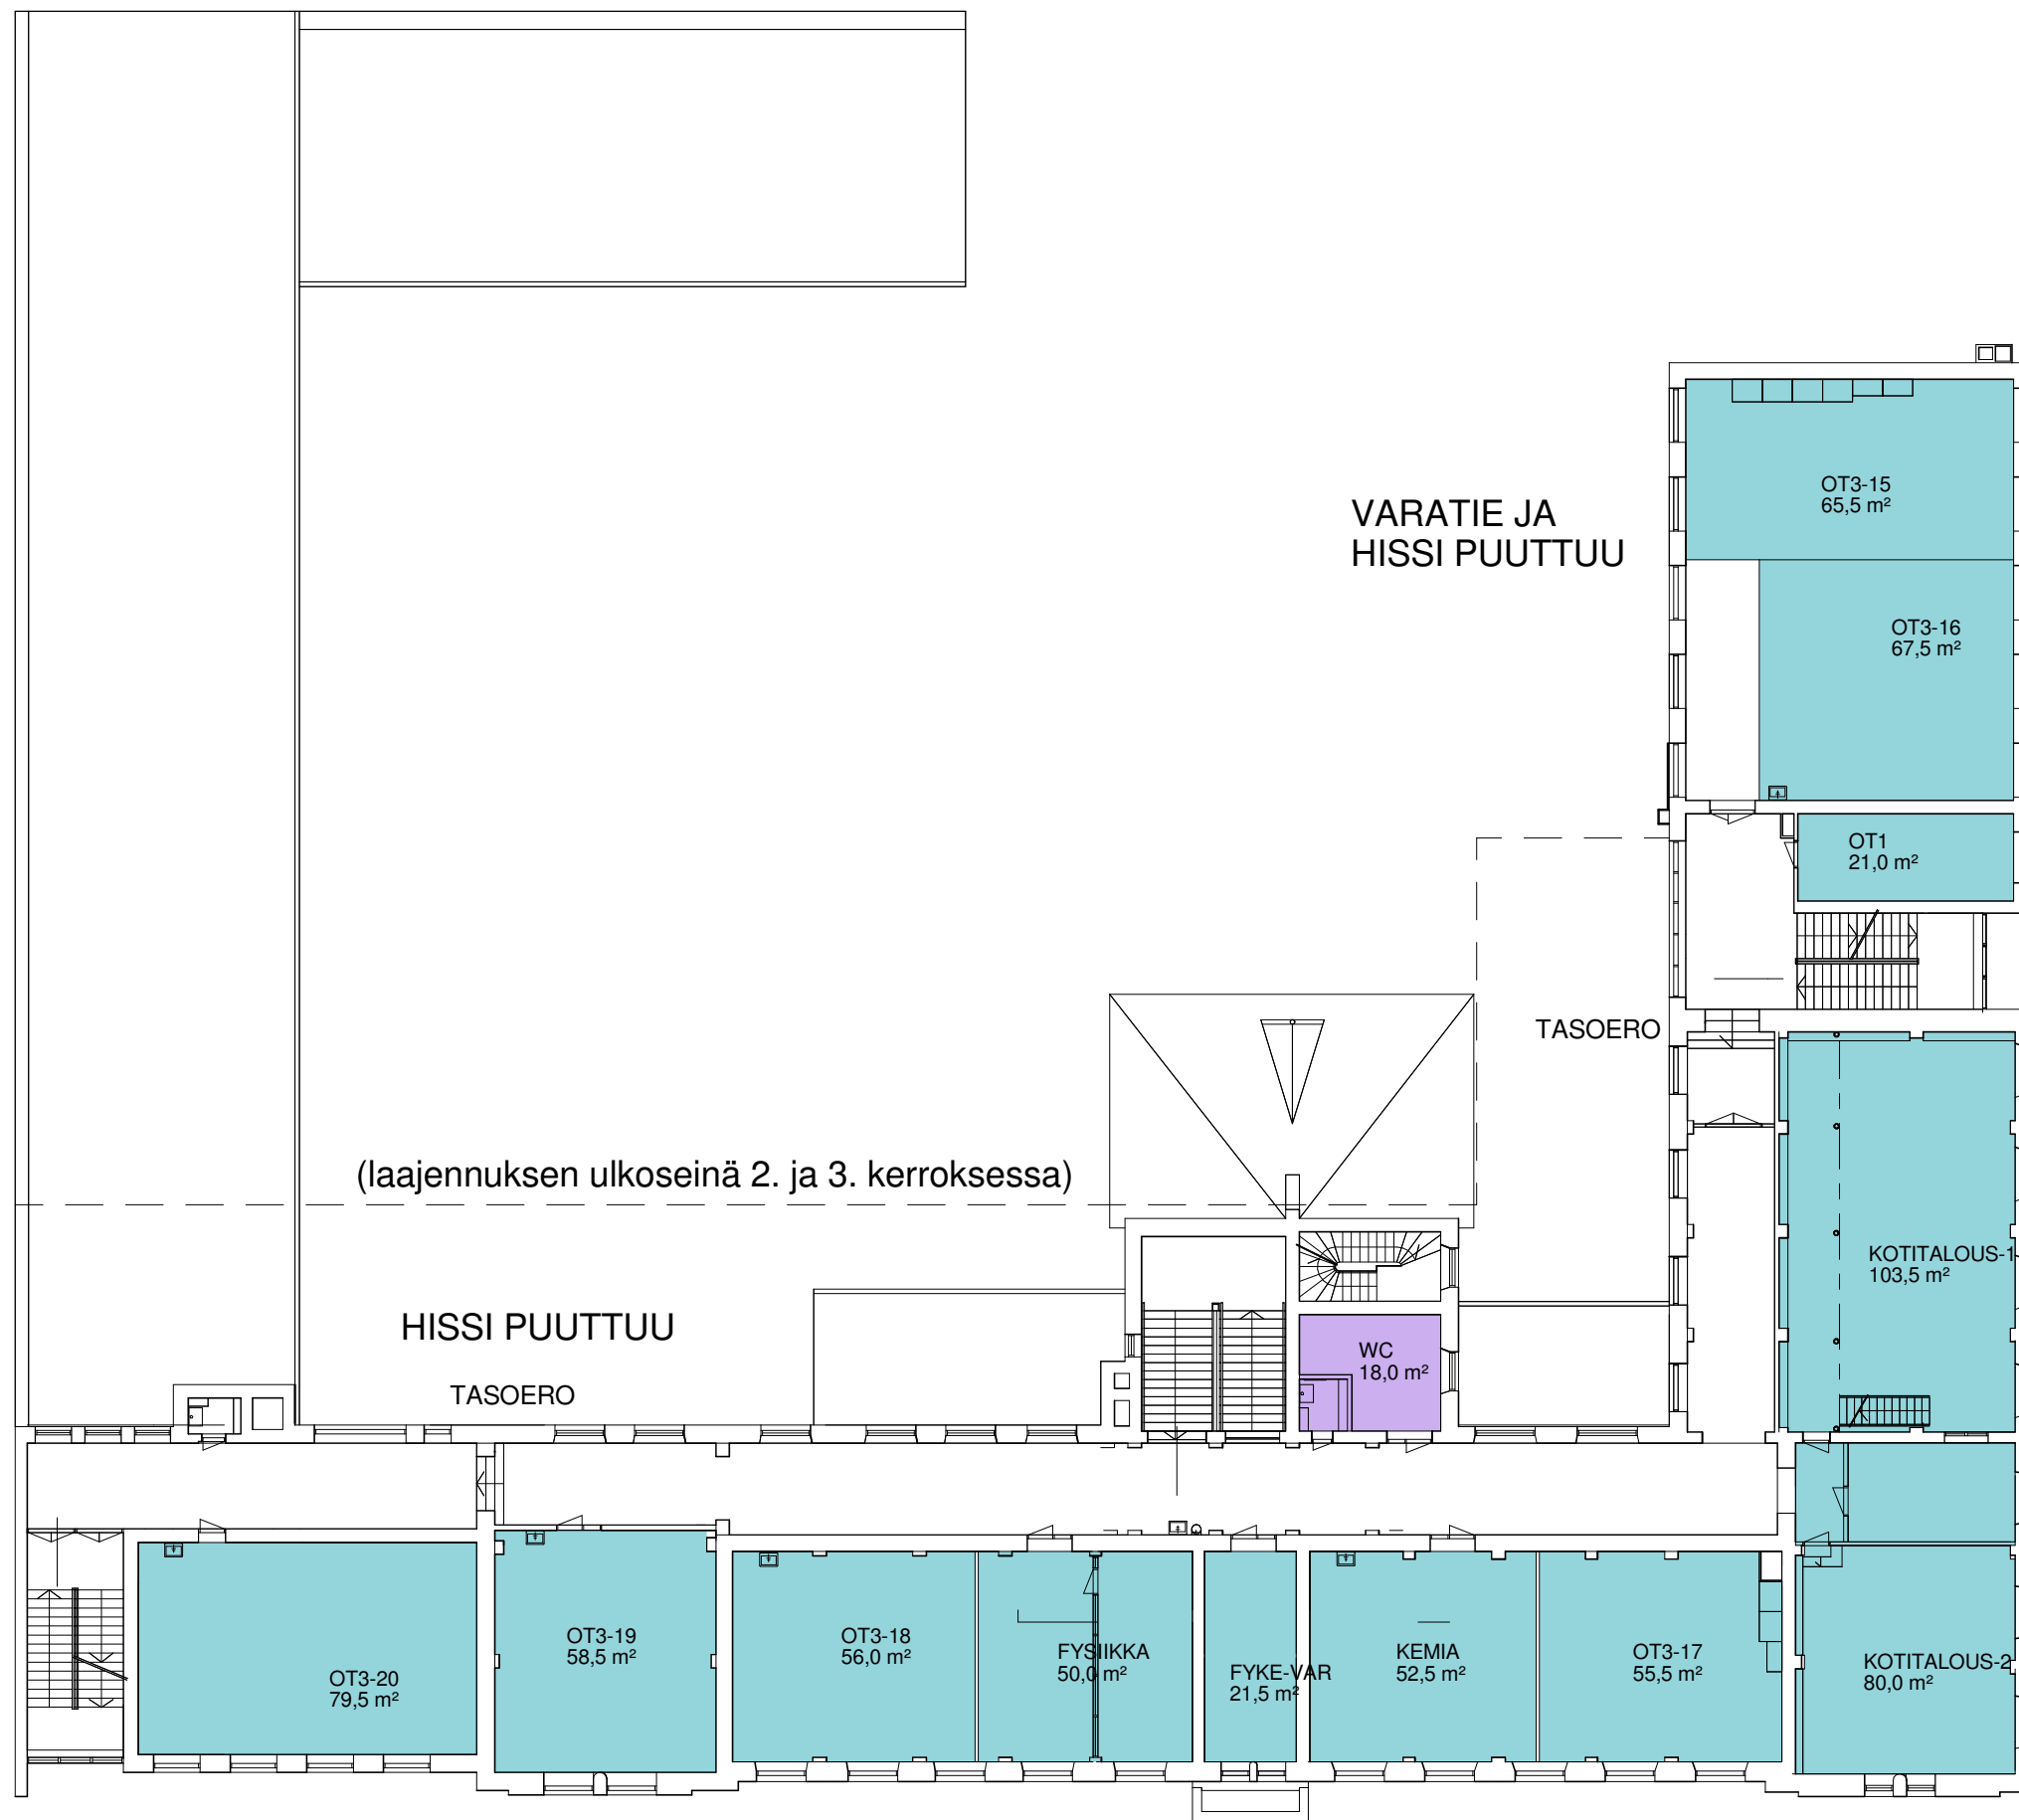 OT3-15
65,5 m²
VARATIE JA
HISSI PUUTTUU
OT3-16
67,5 m²
OT1
21,0 m²
TASOERO
(laajennuksen ulkoseinä 2. ja 3. kerroksessa)
KOTITALOUS-1
103,5 m²
HISSI PUUTTUU
WC
18,0 m²
TASOERO
OT3-20
79,5 m²
OT3-19
58,5 m²
OT3-18
56,0 m²
FYSIIKKA
50,0 m²
FYKE-VAR
21,5 m²
KEMIA
52,5 m²
OT3-17
55,5 m²
KOTITALOUS-2
80,0 m²